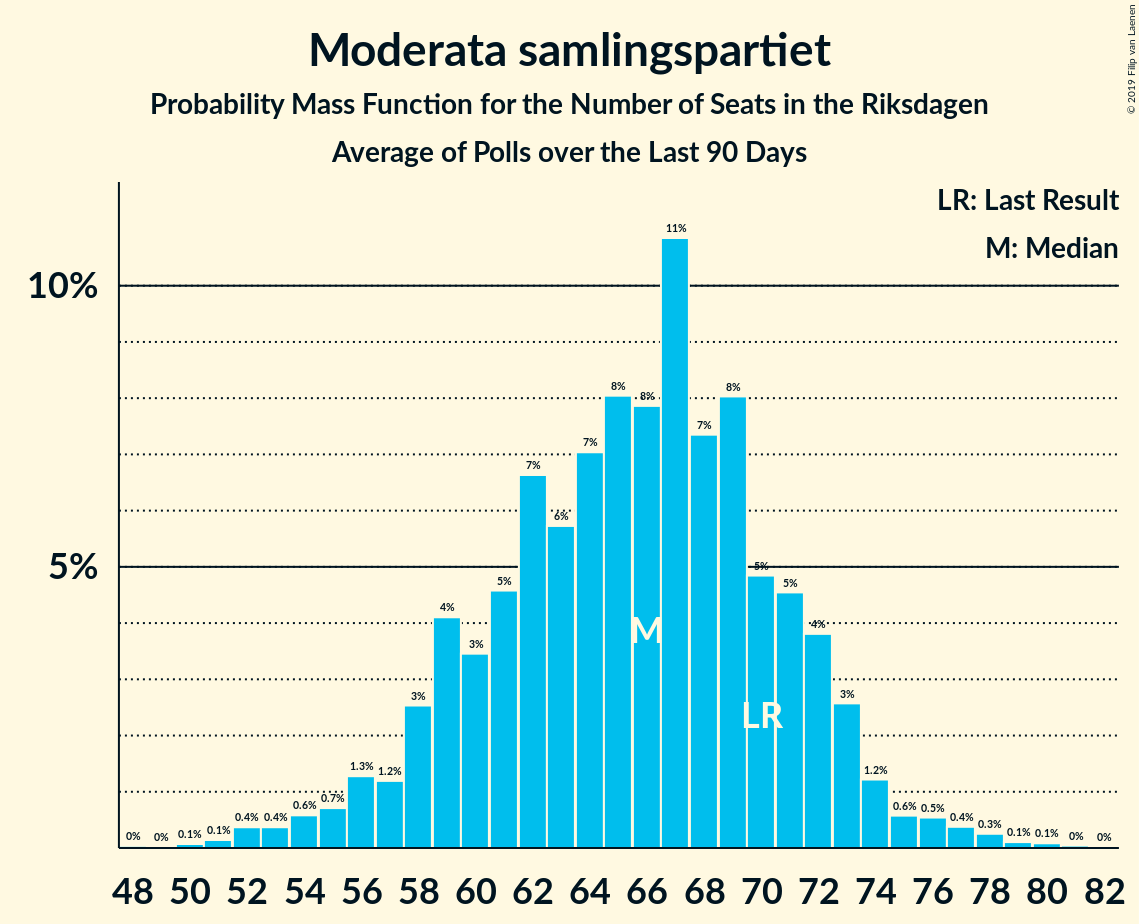 Moderata samlingspartiet
Probability Mass Function for the Number of Seats in the Riksdagen
Average of Polls over the Last 90 Days
© 2019 Filip van Laenen
LR: Last Result
M: Median
10%
5%
0% 0% 0.1% 0.1% 0.4% 0.4% 0.6% 0.7% 1.3% 1.2% 3% 4% 3% 5% 7% 6% 7% 8% 8% 11% 7% 8% 5% 5% 4% 3% 1.2% 0.6% 0.5% 0.4% 0.3% 0.1% 0.1% 0% 0%
M
LR
48 50 52 54 56 58 60 62 64 66 68 70 72 74 76 78 80 82